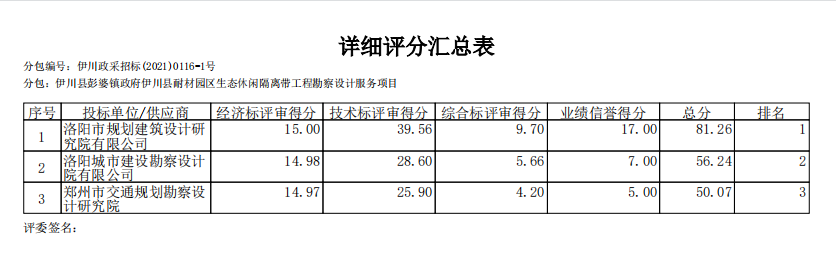 详细评分汇总表
分包编号：伊川政采招标(2021)0116-1号
分包：伊川县彭婆镇政府伊川县耐材园区生态休闲隔离带工程勘察设计服务项目
序号 投标单位/供应商 经济标评审得分 技术标评审得分 综合标评审得分 业绩信誉得分 总分 排名
1 洛阳市规划建筑设计研究院有限公司 15.00 39.56 9.70 17.00 81.26 1
2 洛阳城市建设勘察设计院有限公司 14.98 28.60 5.66 7.00 56.24 2
3 郑州市交通规划勘察设计研究院 14.97 25.90 4.20 5.00 50.07 3
评委签名：